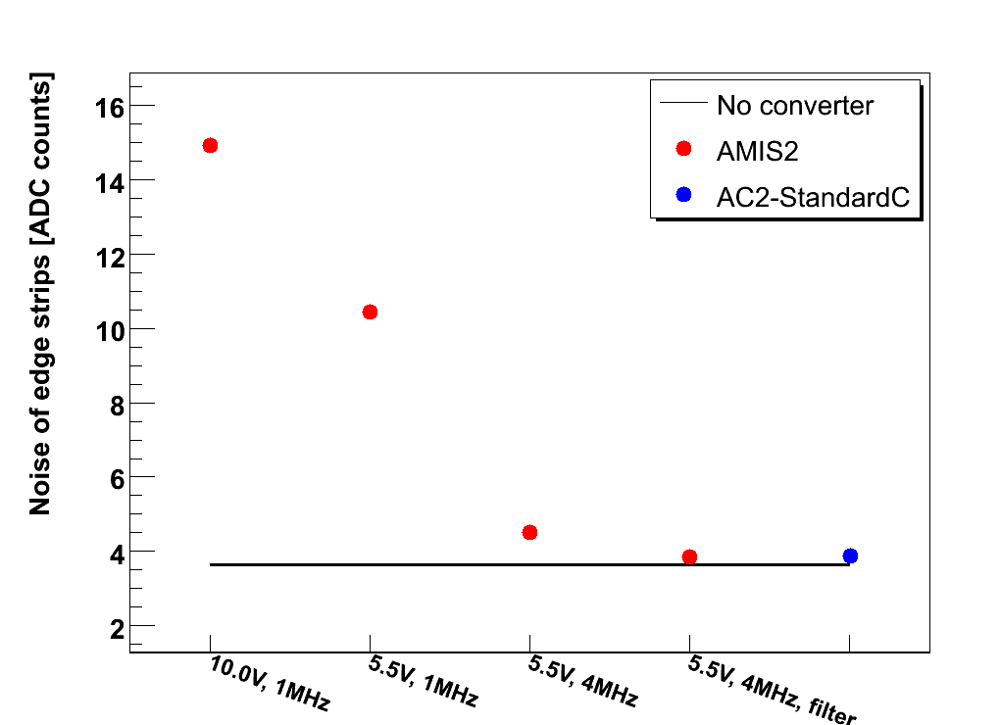 Noise of edge strips [ADC counts]
16
14
12
10
8
6
4
2
No converter
AMIS2
AC2-StandardC
10.0V, 1MHz
5.5V, 1MHz
5.5V, 4MHz
5.5V, 4MHz, filter